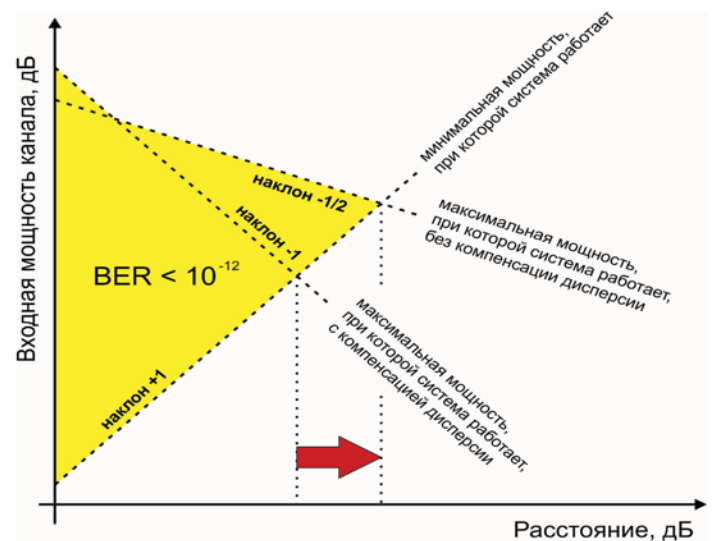 Входная мощность канала, дБ
минимальная мощность,
при которой система работает
наклон -1/2
наклон -1
максимальная мощность,
при которой система работает,
без компенсации дисперсии
BER < 10⁻¹²
максимальная мощность,
при которой система работает,
с компенсацией дисперсии
наклон +1
Расстояние, дБ